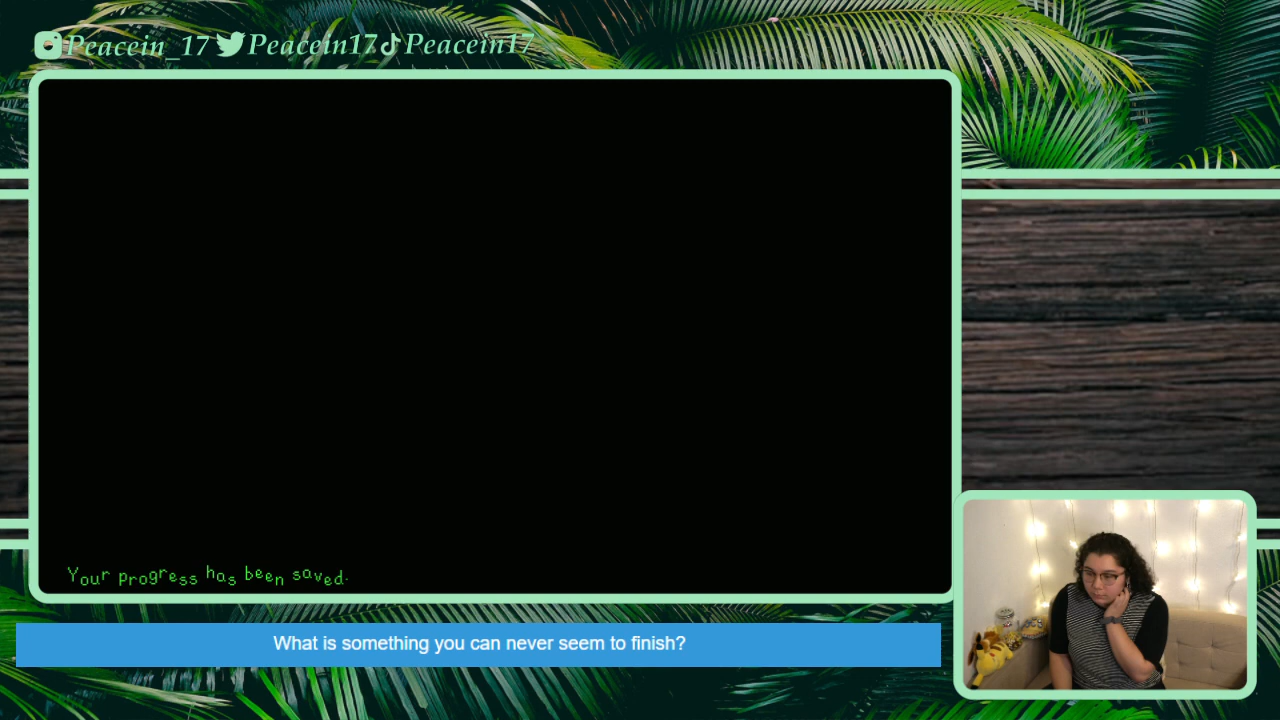 Peacein_17 Peacein17 Peacein17
Your progress has been saved.
What is something you can never seem to finish?